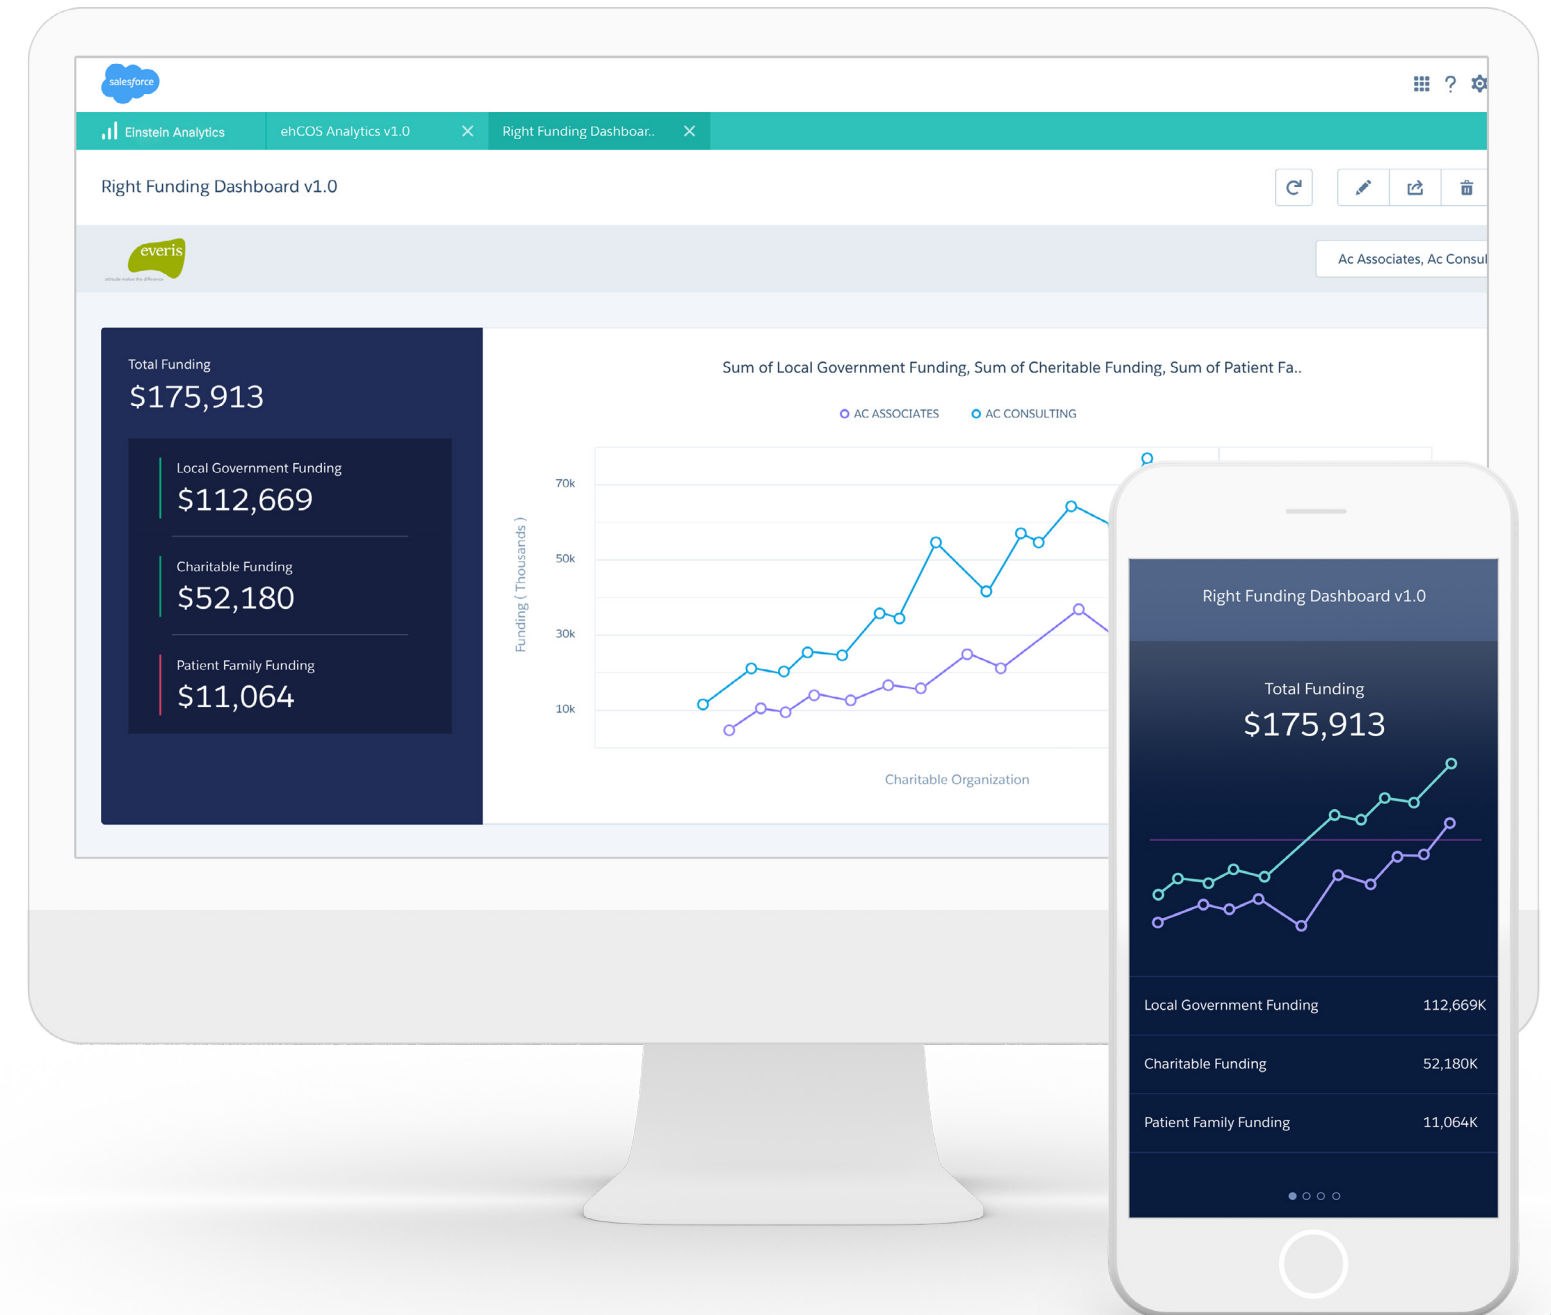 salesforce
?
Einstein Analytics
ehCOS Analytics v1.0
Right Funding Dashboar..
Right Funding Dashboard v1.0
everis
attitude makes the difference
Ac Associates, Ac Consul
Total Funding
$175,913
Local Government Funding
$112,669
Charitable Funding
$52,180
Patient Family Funding
$11,064
Sum of Local Government Funding, Sum of Cheritable Funding, Sum of Patient Fa..
AC ASSOCIATES
AC CONSULTING
Funding ( Thousands )
70k
50k
30k
10k
Charitable Organization
Right Funding Dashboard v1.0
Total Funding
$175,913
Local Government Funding 112,669K
Charitable Funding 52,180K
Patient Family Funding 11,064K